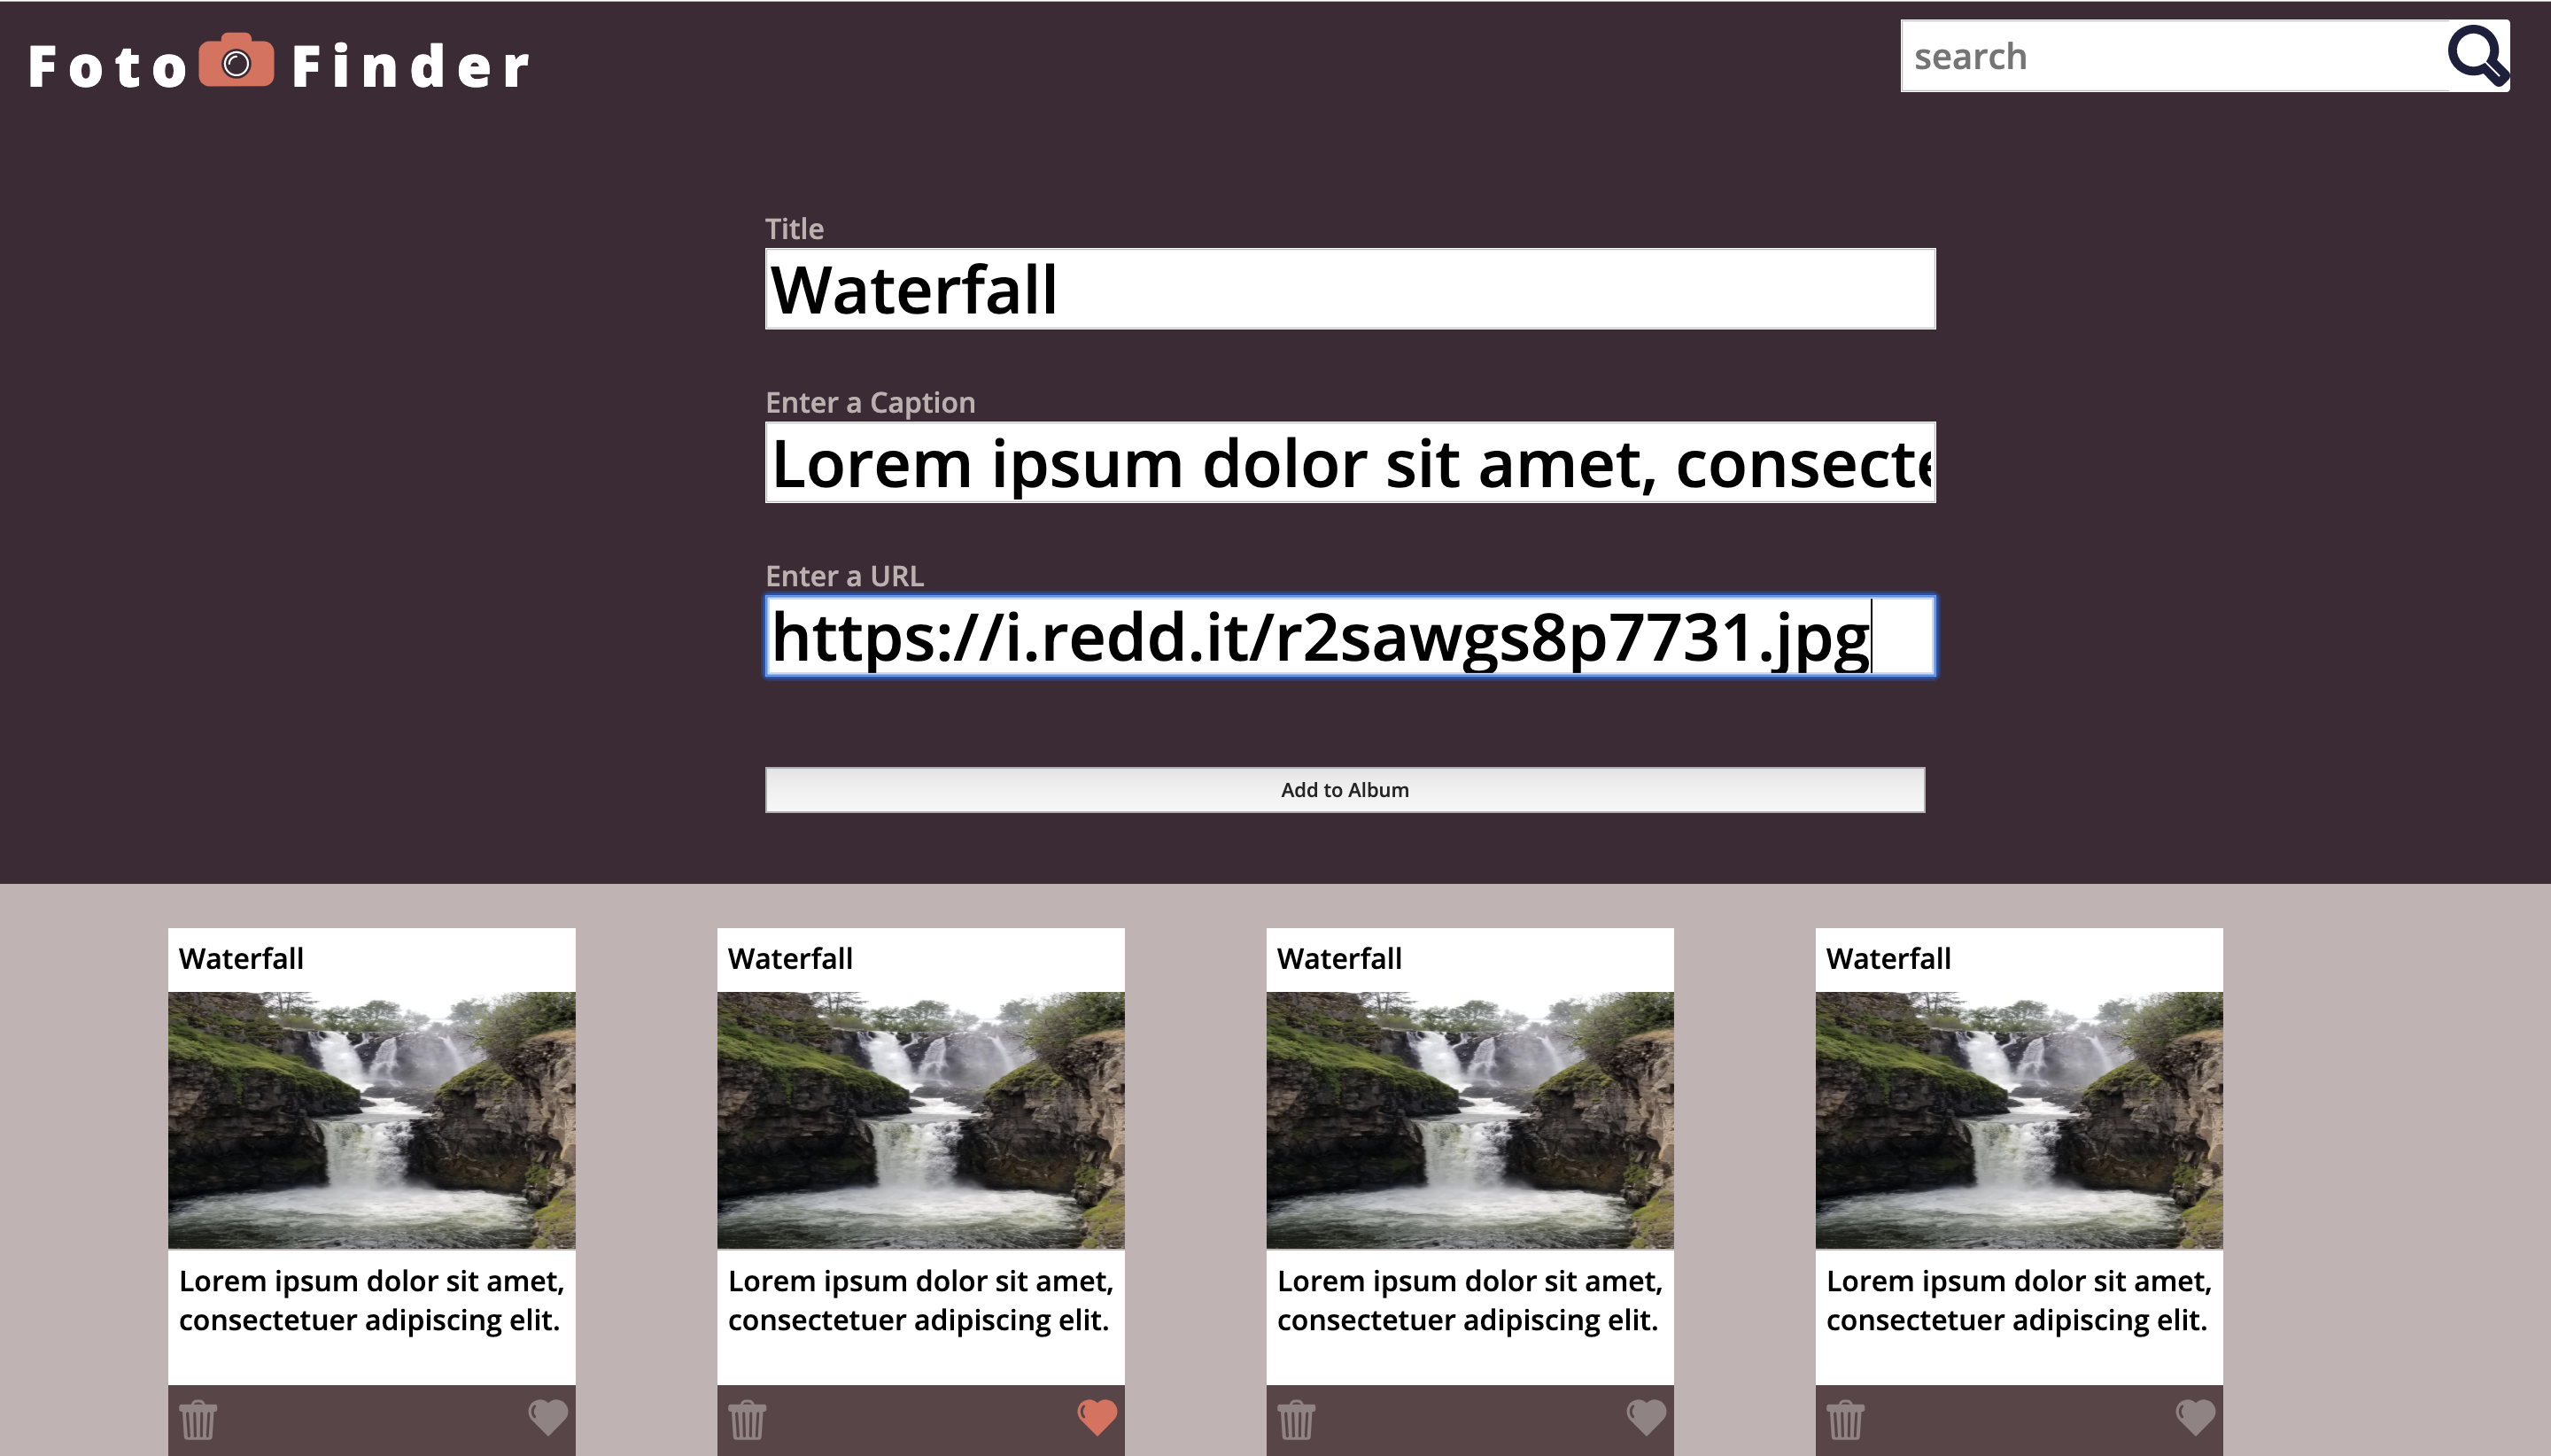 Foto Finder
search
Title
Waterfall
Enter a Caption
Lorem ipsum dolor sit amet, consecte
Enter a URL
https://i.redd.it/r2sawgs8p7731.jpg
Add to Album
Waterfall
Lorem ipsum dolor sit amet,
consectetuer adipiscing elit.
Waterfall
Lorem ipsum dolor sit amet,
consectetuer adipiscing elit.
Waterfall
Lorem ipsum dolor sit amet,
consectetuer adipiscing elit.
Waterfall
Lorem ipsum dolor sit amet,
consectetuer adipiscing elit.